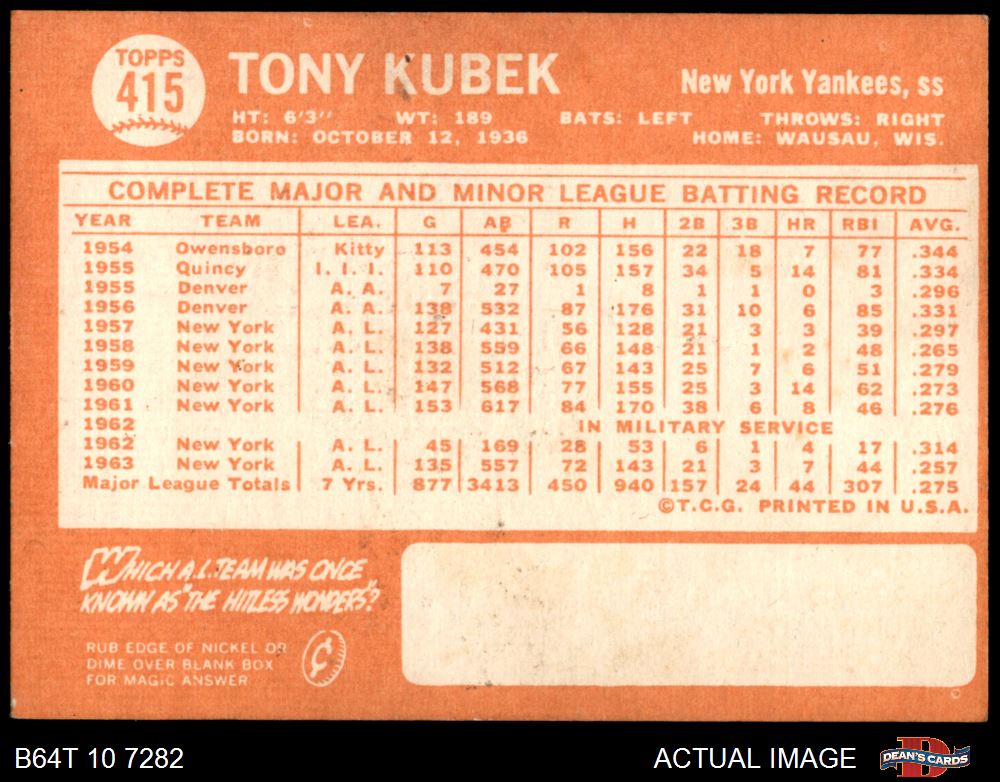 TOPPS
415
TONY KUBEK
New York Yankees, ss
HT: 6'3" WT: 189 BATS: LEFT THROWS: RIGHT
BORN: OCTOBER 12, 1936 HOME: WAUSAU, WIS.
COMPLETE MAJOR AND MINOR LEAGUE BATTING RECORD
YEAR TEAM LEA. G AB R H 2B 3B HR RBI AVG.
1954 Owensboro Kitty 113 454 102 156 22 18 7 77 .344
1955 Quincy I. I. I. 110 470 105 157 34 5 14 81 .334
1955 Denver A. A. 7 27 1 8 1 1 0 3 .296
1956 Denver A. A. 138 532 87 176 31 10 6 85 .331
1957 New York A. L. 127 431 56 128 21 3 3 39 .297
1958 New York A. L. 138 559 66 148 21 1 2 48 .265
1959 New York A. L. 132 512 67 143 25 7 6 51 .279
1960 New York A. L. 147 568 77 155 25 3 14 62 .273
1961 New York A. L. 153 617 84 170 38 6 8 46 .276
1962 IN MILITARY SERVICE
1962 New York A. L. 45 169 28 53 6 1 4 17 .314
1963 New York A. L. 135 557 72 143 21 3 7 44 .257
Major League Totals 7 Yrs. 877 3413 450 940 157 24 44 307 .275
©T.C.G. PRINTED IN U.S.A.
WHICH A.L. TEAM WAS ONCE
KNOWN AS "THE HITLESS WONDERS"?
RUB EDGE OF NICKEL OR
DIME OVER BLANK BOX
FOR MAGIC ANSWER
¢
B64T 10 7282
ACTUAL IMAGE
DEAN'S CARDS